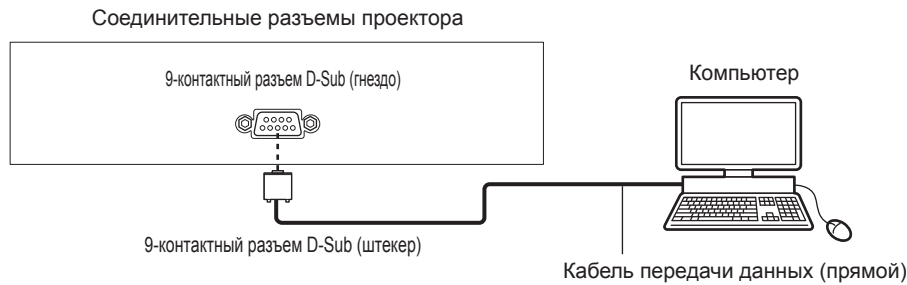 Соединительные разъемы проектора
9-контактный разъем D-Sub (гнездо)
Компьютер
9-контактный разъем D-Sub (штекер)
Кабель передачи данных (прямой)